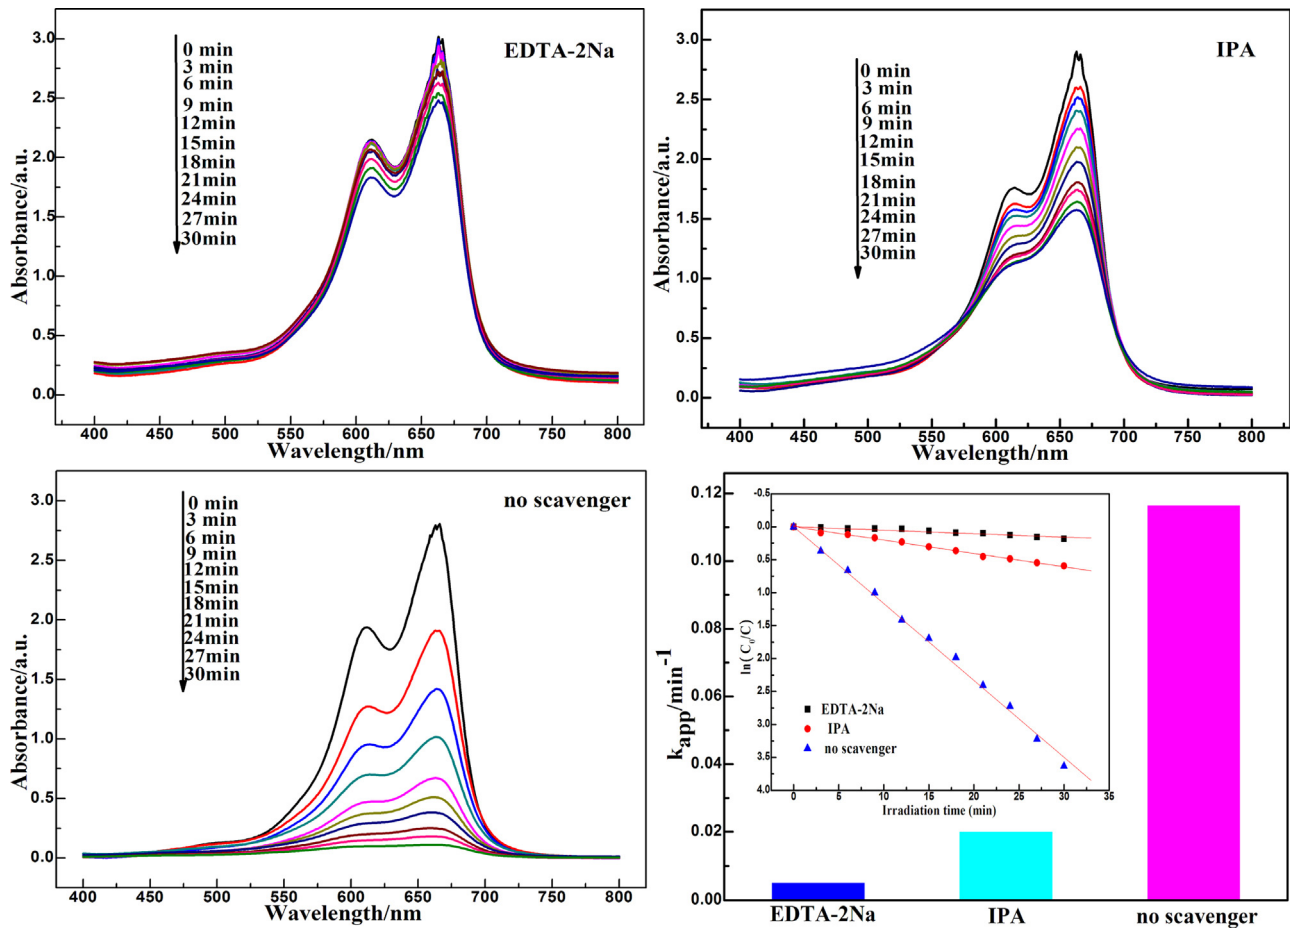 EDTA-2Na
0 min
3 min
6 min
9 min
12min
15min
18min
21min
24min
27min
30min
3.0
2.5
2.0
1.5
1.0
0.5
0.0
Absorbance/a.u.
400 450 500 550 600 650 700 750 800
Wavelength/nm
IPA
0 min
3 min
6 min
9 min
12min
15min
18min
21min
24min
27min
30min
3.0
2.5
2.0
1.5
1.0
0.5
0.0
Absorbance/a.u.
400 450 500 550 600 650 700 750 800
Wavelength/nm
no scavenger
0 min
3 min
6 min
9 min
12min
15min
18min
21min
24min
27min
30min
3.0
2.5
2.0
1.5
1.0
0.5
0.0
Absorbance/a.u.
400 450 500 550 600 650 700 750 800
Wavelength/nm
0.12
0.10
0.08
0.06
0.04
0.02
0.00
kapp/min-1
-0.5
0.0
0.5
1.0
1.5
2.0
2.5
3.0
3.5
4.0
ln(C0/C)
EDTA-2Na
IPA
no scavenger
0 5 10 15 20 25 30 35
Irradiation time (min)
EDTA-2Na IPA no scavenger